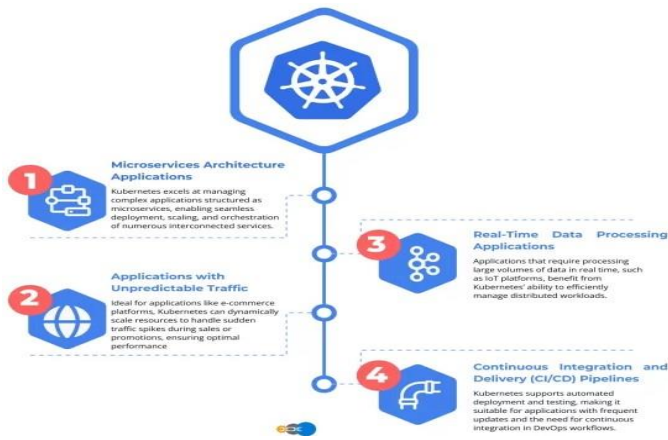 1
Microservices Architecture
Applications
Kubernetes excels at managing
complex applications structured as
microservices, enabling seamless
deployment, scaling, and orchestration
of numerous interconnected services.
2
Applications with
Unpredictable Traffic
Ideal for applications like e-commerce
platforms, Kubernetes can dynamically
scale resources to handle sudden
traffic spikes during sales or
promotions, ensuring optimal
performance
3
Real-Time Data Processing
Applications
Applications that require processing
large volumes of data in real time, such
as IoT platforms, benefit from
Kubernetes' ability to efficiently
manage distributed workloads.
4
Continuous Integration and
Delivery (CI/CD) Pipelines
Kubernetes supports automated
deployment and testing, making it
suitable for applications with frequent
updates and the need for continuous
integration in DevOps workflows.